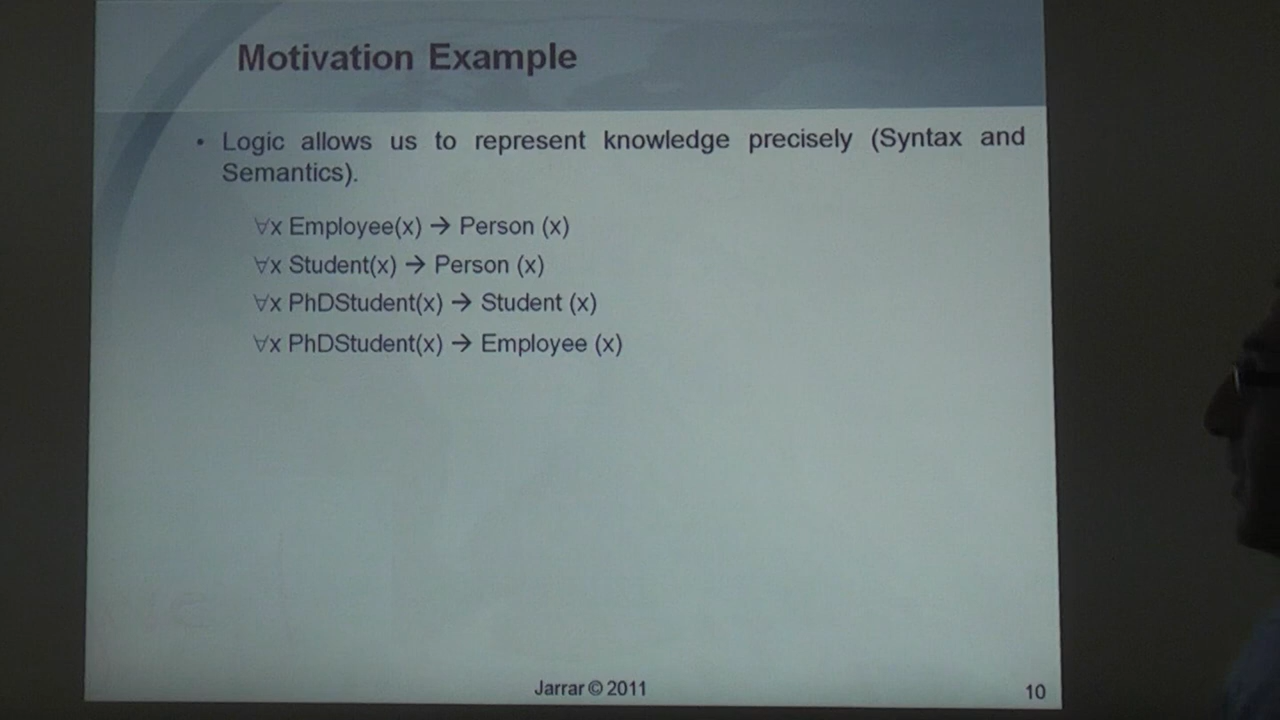 Motivation Example
• Logic allows us to represent knowledge precisely (Syntax and
Semantics).
∀x Employee(x) → Person (x)
∀x Student(x) → Person (x)
∀x PhDStudent(x) → Student (x)
∀x PhDStudent(x) → Employee (x)
Jarrar © 2011
10